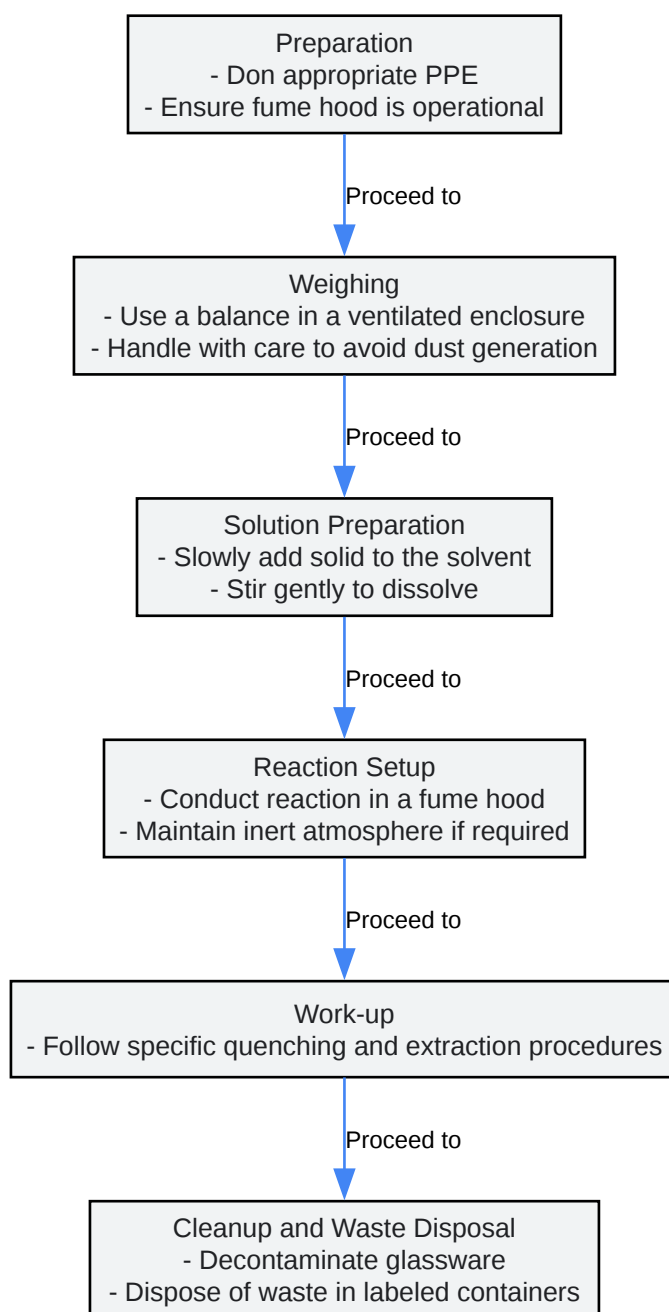 Preparation
- Don appropriate PPE
- Ensure fume hood is operational
Proceed to
Weighing
- Use a balance in a ventilated enclosure
- Handle with care to avoid dust generation
Proceed to
Solution Preparation
- Slowly add solid to the solvent
- Stir gently to dissolve
Proceed to
Reaction Setup
- Conduct reaction in a fume hood
- Maintain inert atmosphere if required
Proceed to
Work-up
- Follow specific quenching and extraction procedures
Proceed to
Cleanup and Waste Disposal
- Decontaminate glassware
- Dispose of waste in labeled containers